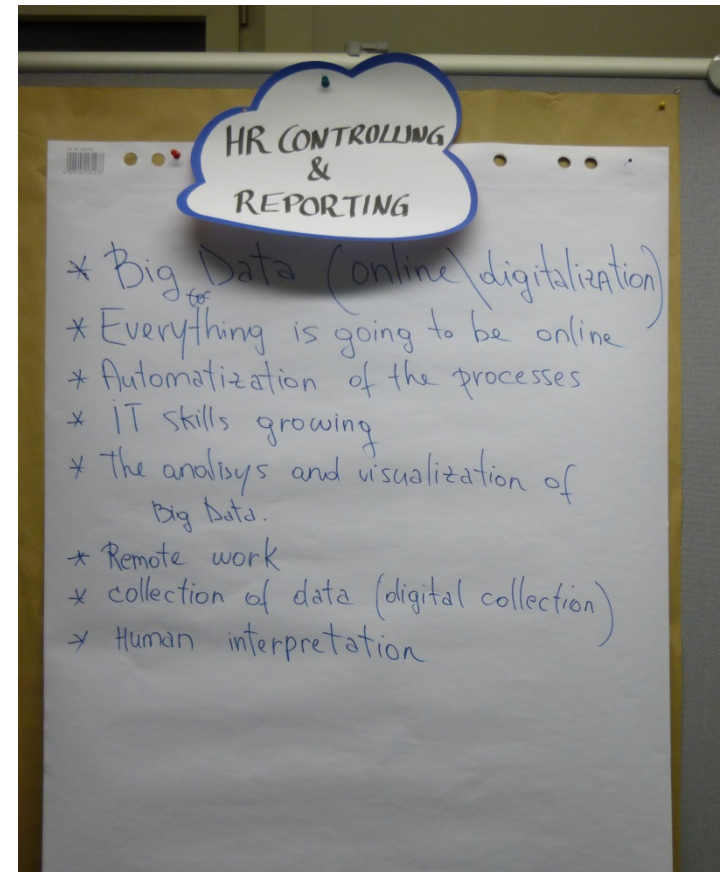 HR CONTROLLING
&
REPORTING
* Big Data (online\digitalization)
* Everything is going to be online
* Automatization of the processes
* IT skills growing
* The analisys and visualization of
Big Data.
* Remote work
* collection of data (digital collection)
* Human interpretation